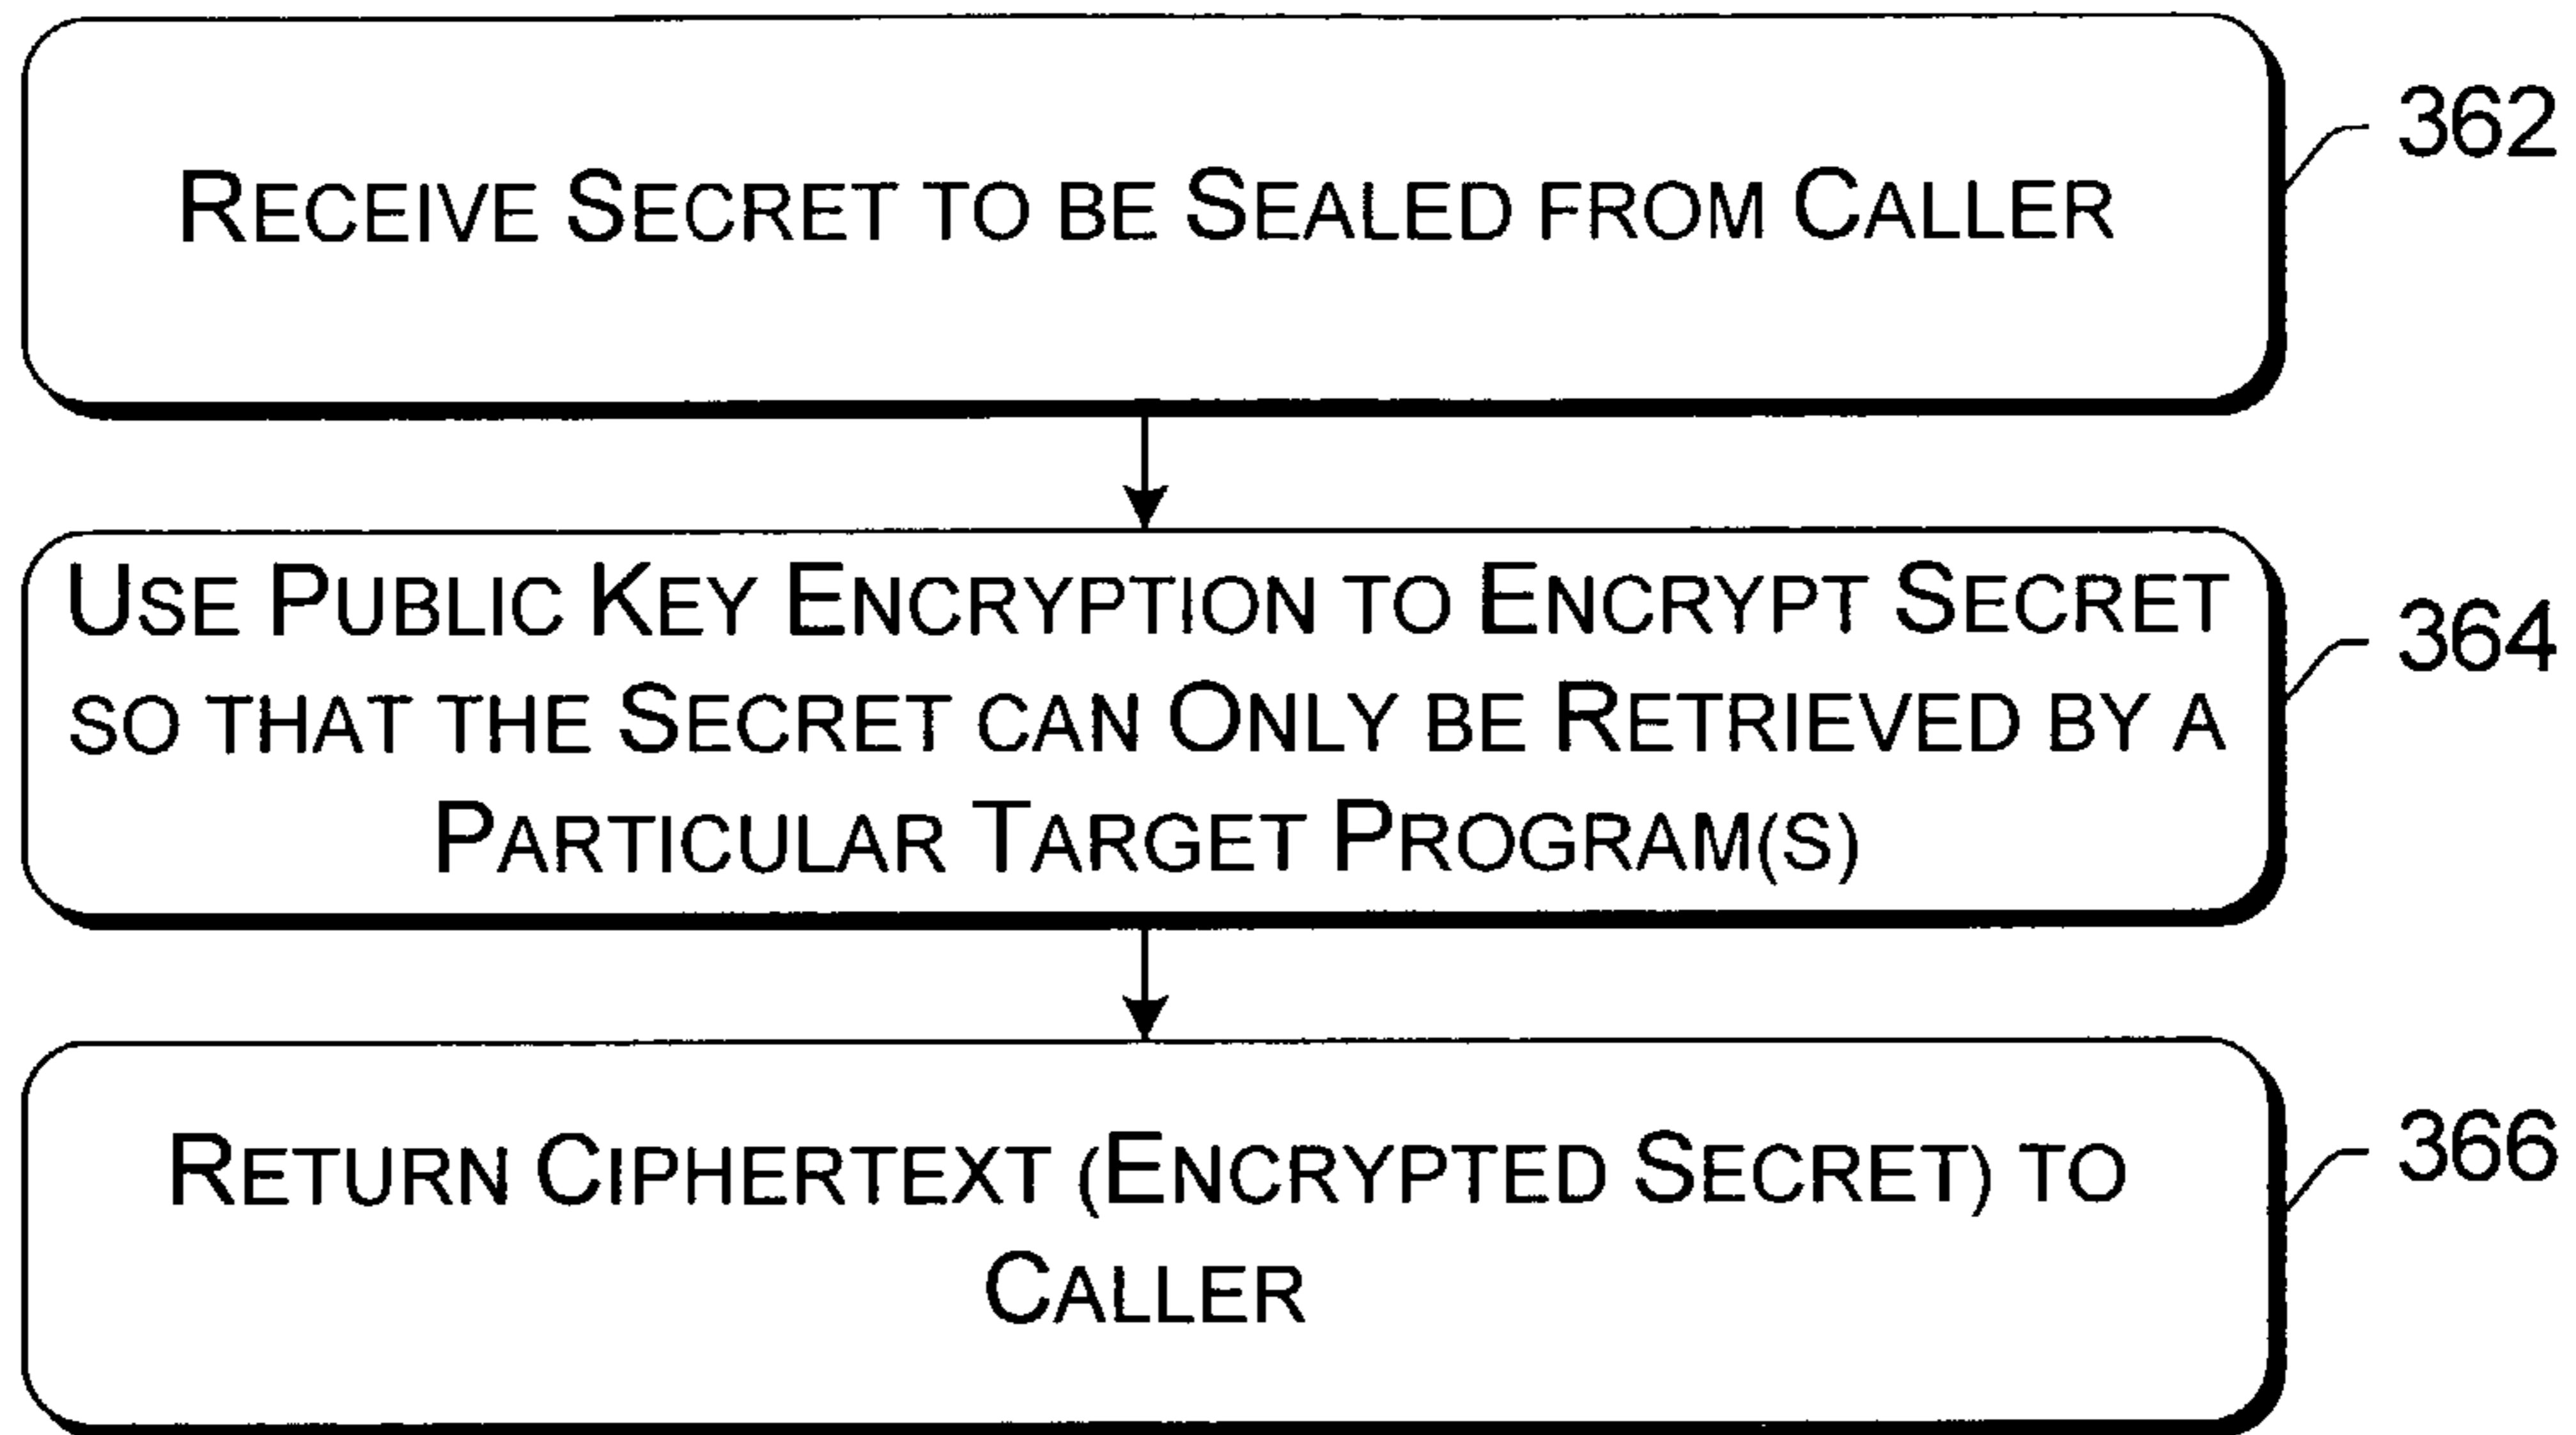 RECEIVE SECRET TO BE SEALED FROM CALLER
362
USE PUBLIC KEY ENCRYPTION TO ENCRYPT SECRET
SO THAT THE SECRET CAN ONLY BE RETRIEVED BY A
PARTICULAR TARGET PROGRAM(S)
364
RETURN CIPHERTEXT (ENCRYPTED SECRET) TO
CALLER
366